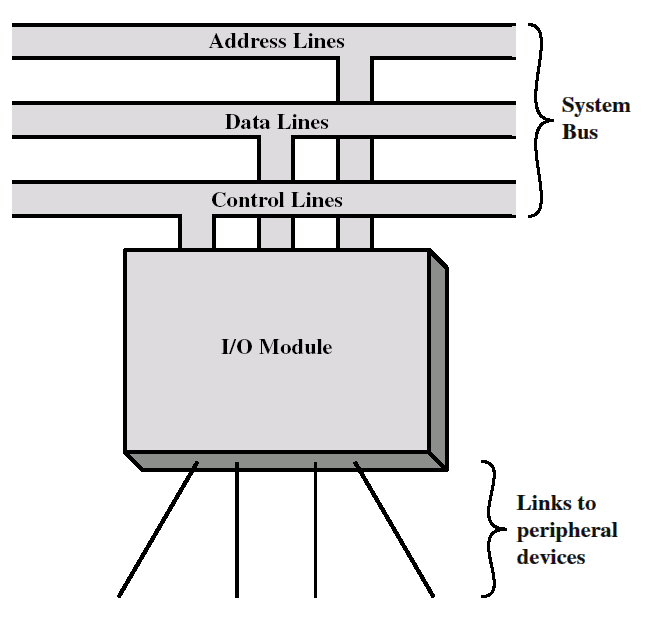 Address Lines
Data Lines
Control Lines
System
Bus
I/O Module
Links to
peripheral
devices